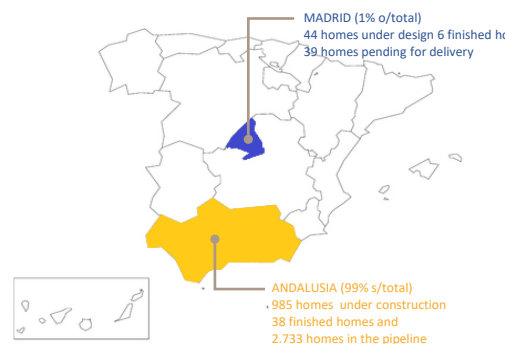 MADRID (1% o/total)
44 homes under design 6 finished
39 homes pending for delivery
ANDALUSIA (99% s/total)
985 homes under construction
38 finished homes and
2.733 homes in the pipeline